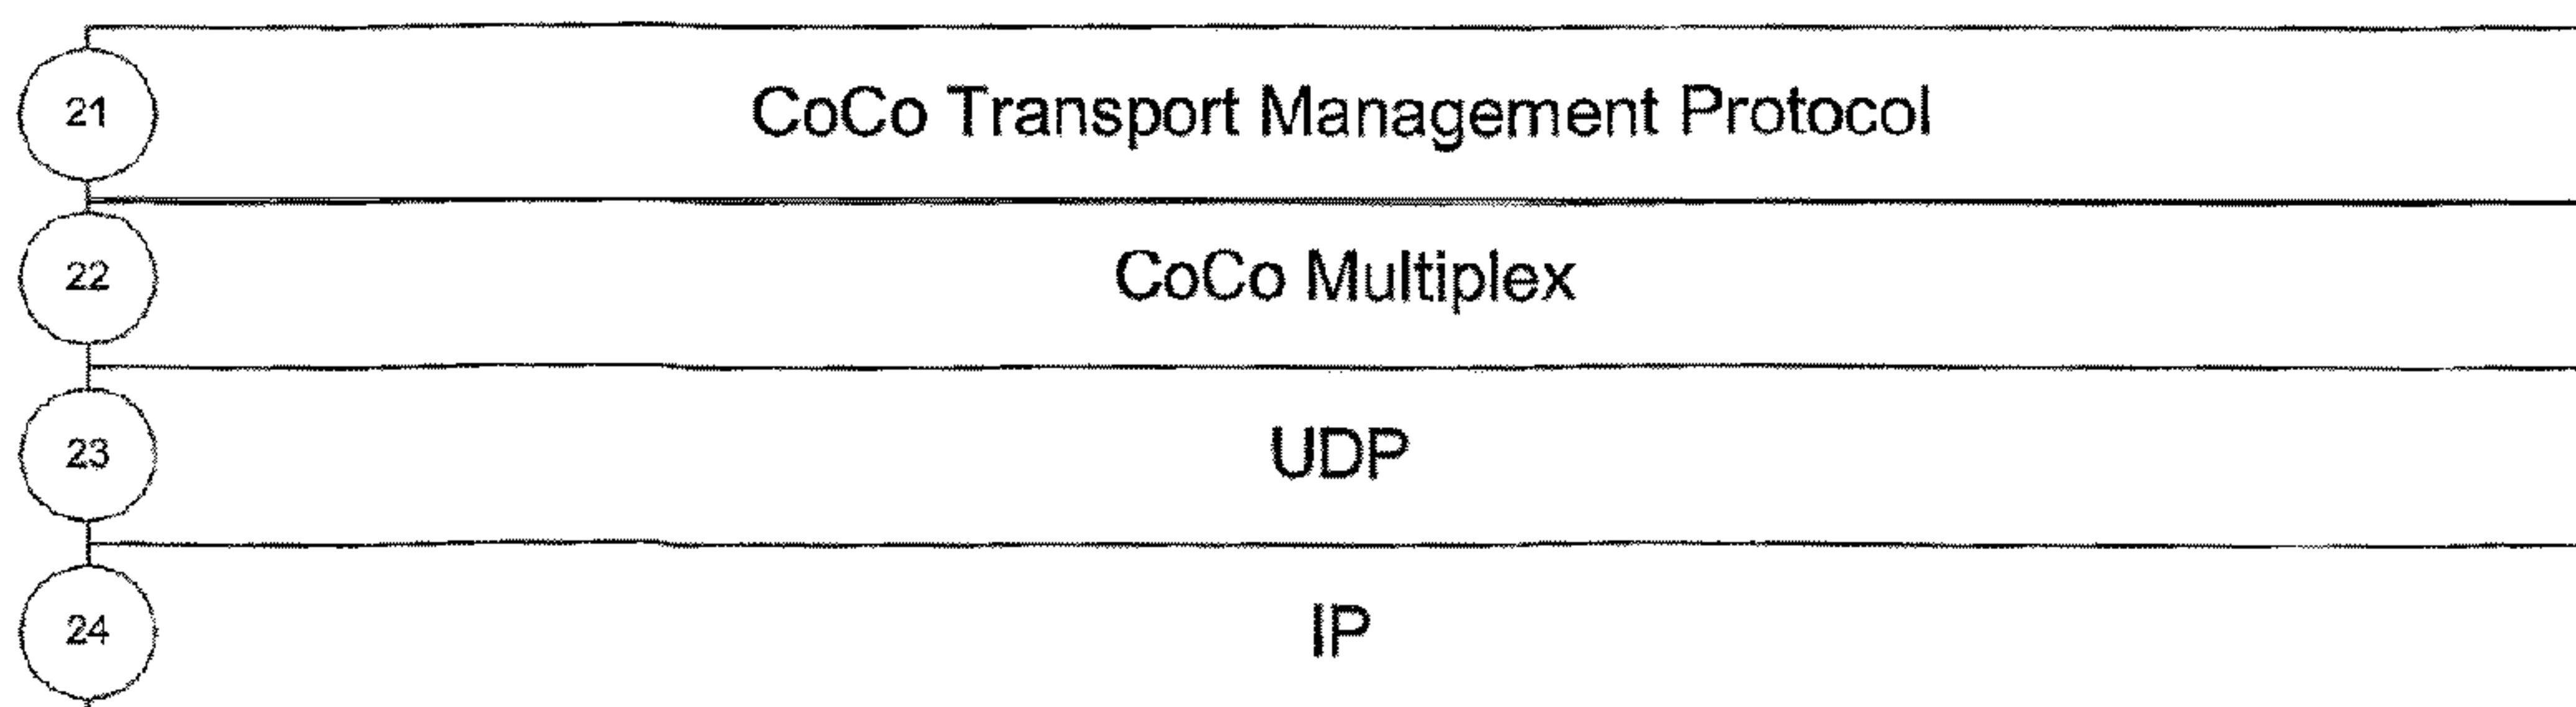 21 CoCo Transport Management Protocol
22 CoCo Multiplex
23 UDP
24 IP